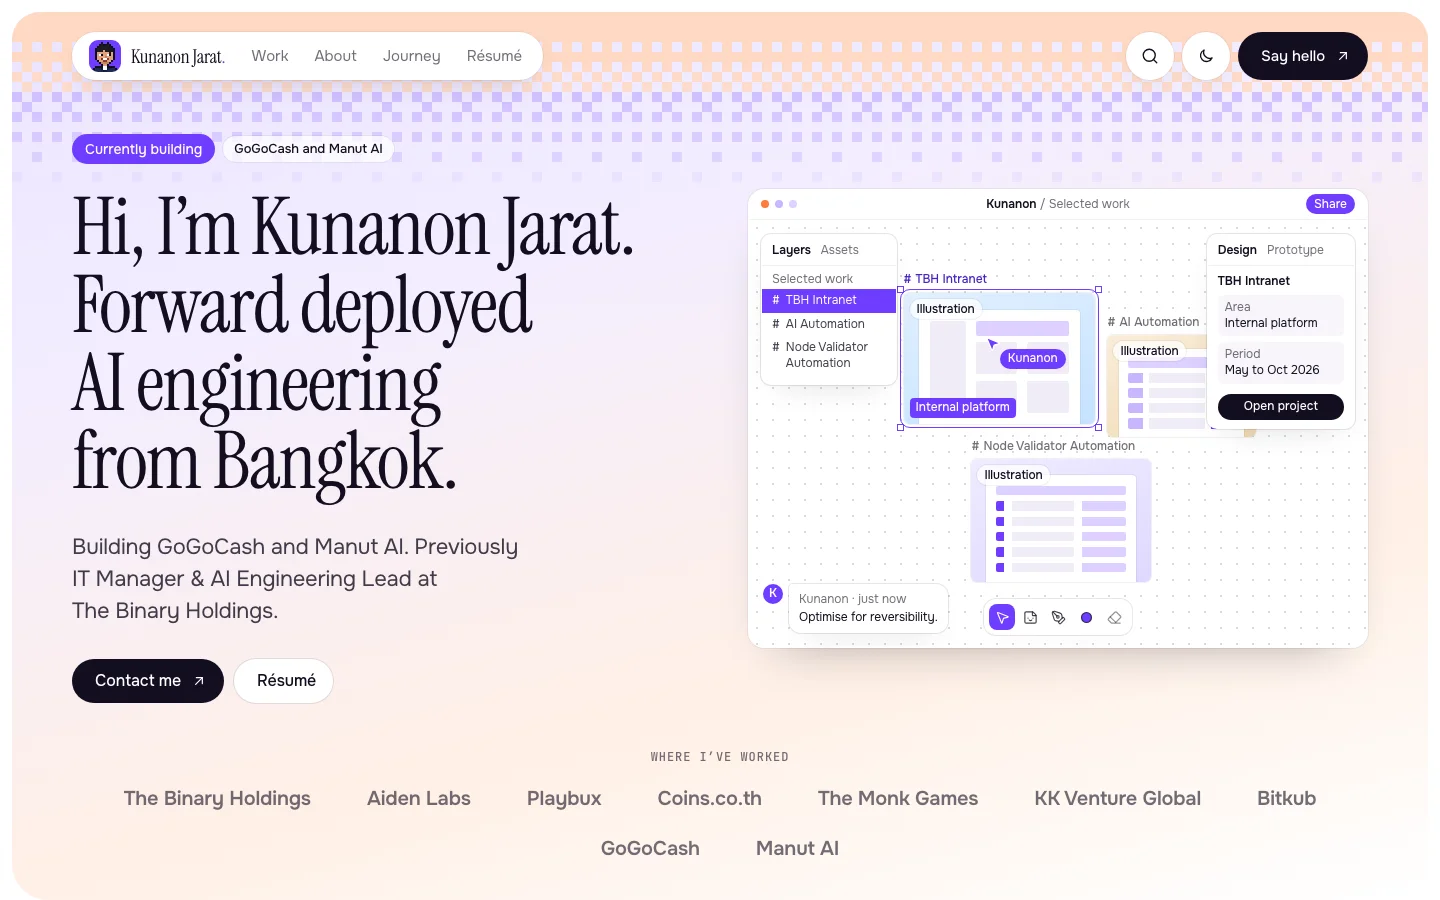 Kunanon Jarat.
Work
About
Journey
Résumé
Say hello
Currently building
GoGoCash and Manut AI
Hi, I’m Kunanon Jarat.
Forward deployed
AI engineering
from Bangkok.
Building GoGoCash and Manut AI. Previously
IT Manager & AI Engineering Lead at
The Binary Holdings.
Contact me
Résumé
Kunanon / Selected work
Share
Layers
Assets
Selected work
# TBH Intranet
# AI Automation
# Node Validator
Automation
# TBH Intranet
Illustration
Kunanon
Internal platform
# AI Automation
Illustration
# Node Validator Automation
Illustration
Design
Prototype
TBH Intranet
Area
Internal platform
Period
May to Oct 2026
Open project
K
Kunanon · just now
Optimise for reversibility.
WHERE I’VE WORKED
The Binary Holdings
Aiden Labs
Playbux
Coins.co.th
The Monk Games
KK Venture Global
Bitkub
GoGoCash
Manut AI